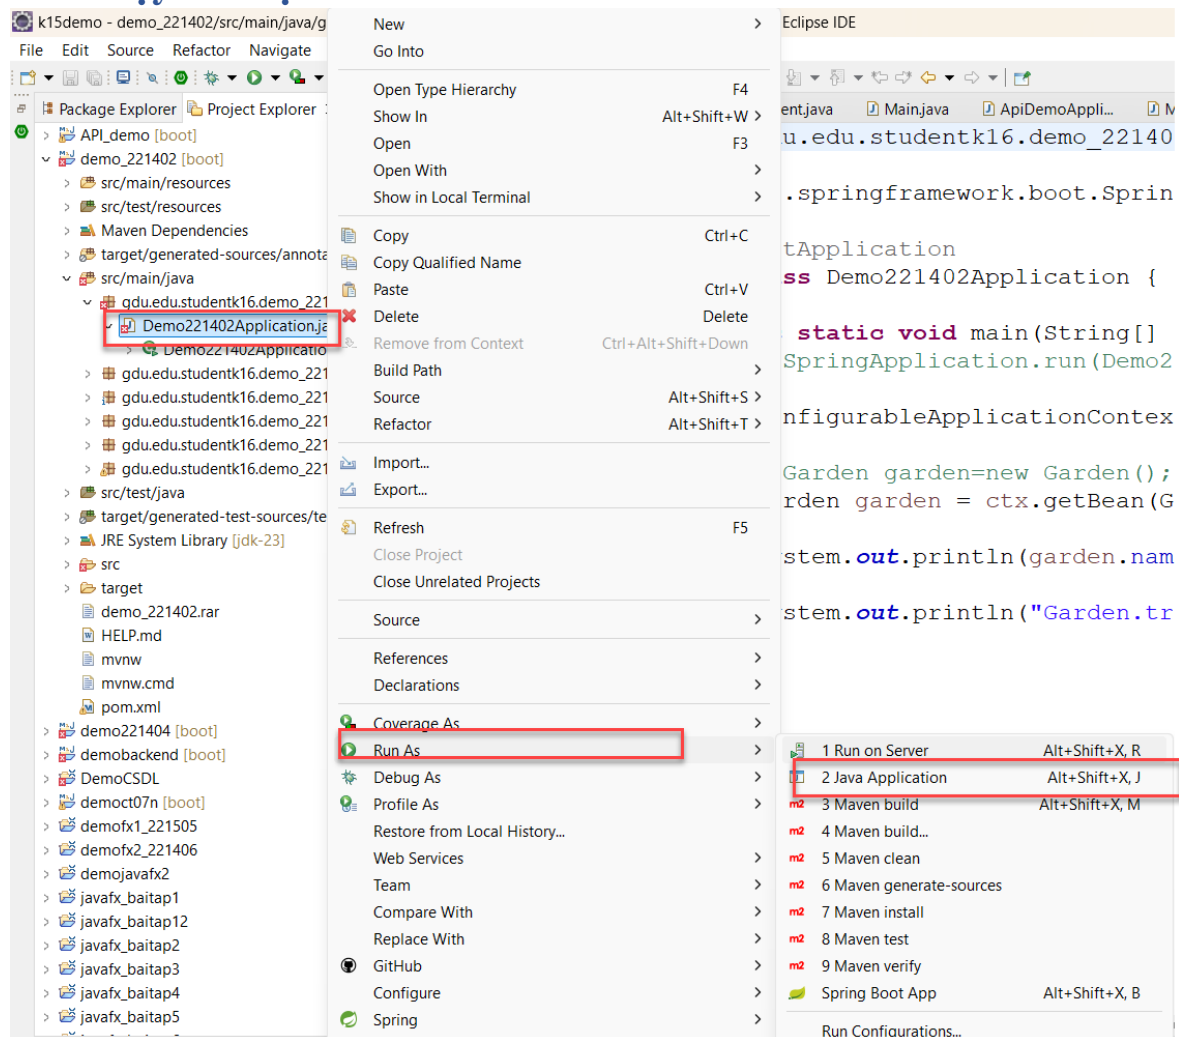 k15demo - demo_221402/src/main/java/g
Eclipse IDE
File Edit Source Refactor Navigate
Package Explorer Project Explorer
API_demo [boot]
demo_221402 [boot]
src/main/resources
src/test/resources
Maven Dependencies
target/generated-sources/annota
src/main/java
gdu.edu.studentk16.demo_221
Demo221402Application.ja
Demo221402Applicatio
gdu.edu.studentk16.demo_221
gdu.edu.studentk16.demo_221
gdu.edu.studentk16.demo_221
gdu.edu.studentk16.demo_221
gdu.edu.studentk16.demo_221
src/test/java
target/generated-test-sources/te
JRE System Library [jdk-23]
src
target
demo_221402.rar
HELP.md
mvnw
mvnw.cmd
pom.xml
demo221404 [boot]
demobackend [boot]
DemoCSDL
democt07n [boot]
demofx1_221505
demofx2_221406
demojavafx2
javafx_baitap1
javafx_baitap12
javafx_baitap2
javafx_baitap3
javafx_baitap4
javafx_baitap5
New
Go Into
Open Type Hierarchy F4
Show In Alt+Shift+W
Open F3
Open With
Show in Local Terminal
Copy Ctrl+C
Copy Qualified Name
Paste Ctrl+V
Delete Delete
Remove from Context Ctrl+Alt+Shift+Down
Build Path
Source Alt+Shift+S
Refactor Alt+Shift+T
Import...
Export...
Refresh F5
Close Project
Close Unrelated Projects
Source
References
Declarations
Coverage As
Run As
Debug As
Profile As
Restore from Local History...
Web Services
Team
Compare With
Replace With
GitHub
Configure
Spring
ent.java Main.java ApiDemoAppli... M
u.edu.studentk16.demo_22140
.springframework.boot.Sprin
tApplication
ss Demo221402Application {
static void main(String[]
SpringApplication.run(Demo2
nfigurableApplicationContex
Garden garden=new Garden();
rden garden = ctx.getBean(G
stem.out.println(garden.nam
stem.out.println("Garden.tr
1 Run on Server Alt+Shift+X, R
2 Java Application Alt+Shift+X, J
m2 3 Maven build Alt+Shift+X, M
m2 4 Maven build...
m2 5 Maven clean
m2 6 Maven generate-sources
m2 7 Maven install
m2 8 Maven test
m2 9 Maven verify
Spring Boot App Alt+Shift+X, B
Run Configurations...